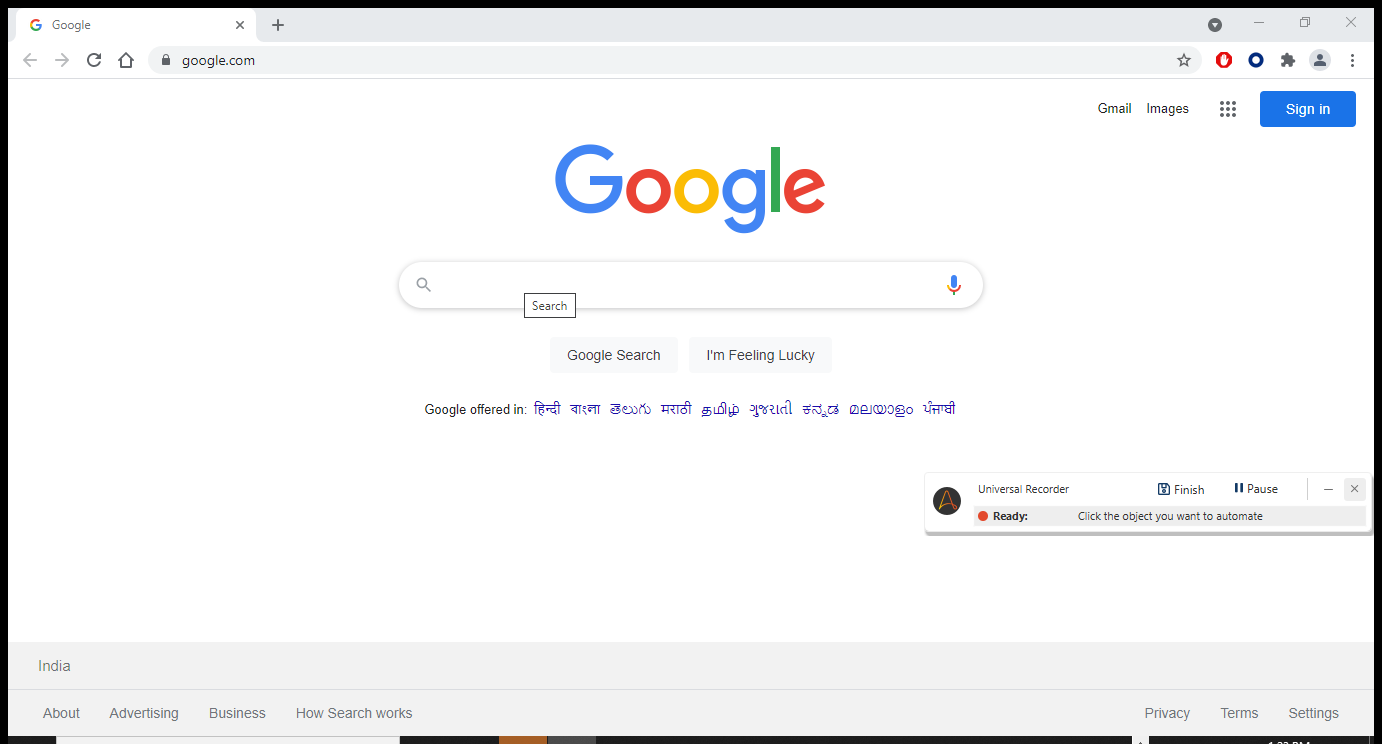 Google
google.com
Gmail Images Sign in
Google
Search
Google Search I'm Feeling Lucky
Google offered in: हिन्दी বাংলা తెలుగు मराठी தமிழ் ગુજરાતી ಕನ್ನಡ മലയാളം ਪੰਜਾਬੀ
Universal Recorder Finish Pause
Ready: Click the object you want to automate
India
About Advertising Business How Search works Privacy Terms Settings